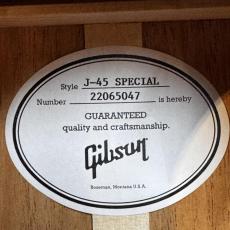 Style J-45 SPECIAL
Number 22065047 is hereby
GUARANTEED
quality and craftsmanship.
Gibson
Bozeman, Montana U.S.A.